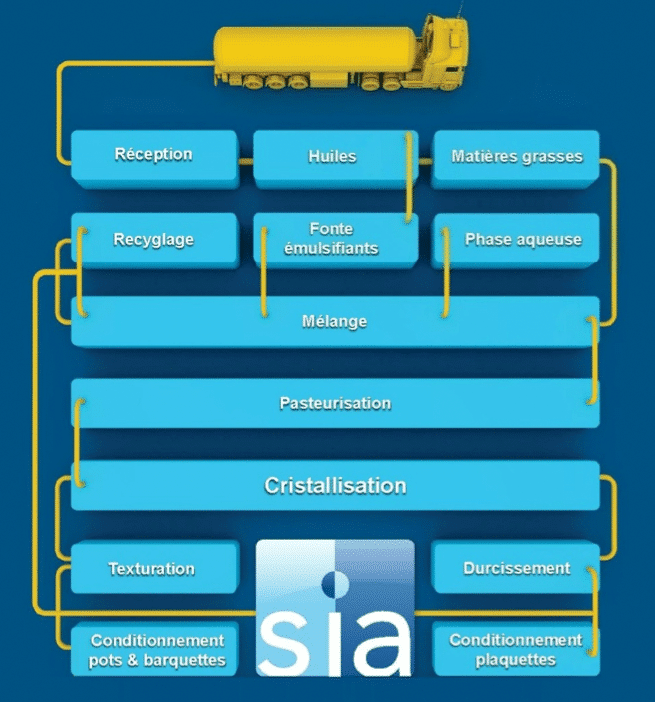 Réception
Huiles
Matières grasses
Recyglage
Fonte
émulsifiants
Phase aqueuse
Mélange
Pasteurisation
Cristallisation
Texturation
Durcissement
sia
Conditionnement
pots & barquettes
Conditionnement
plaquettes